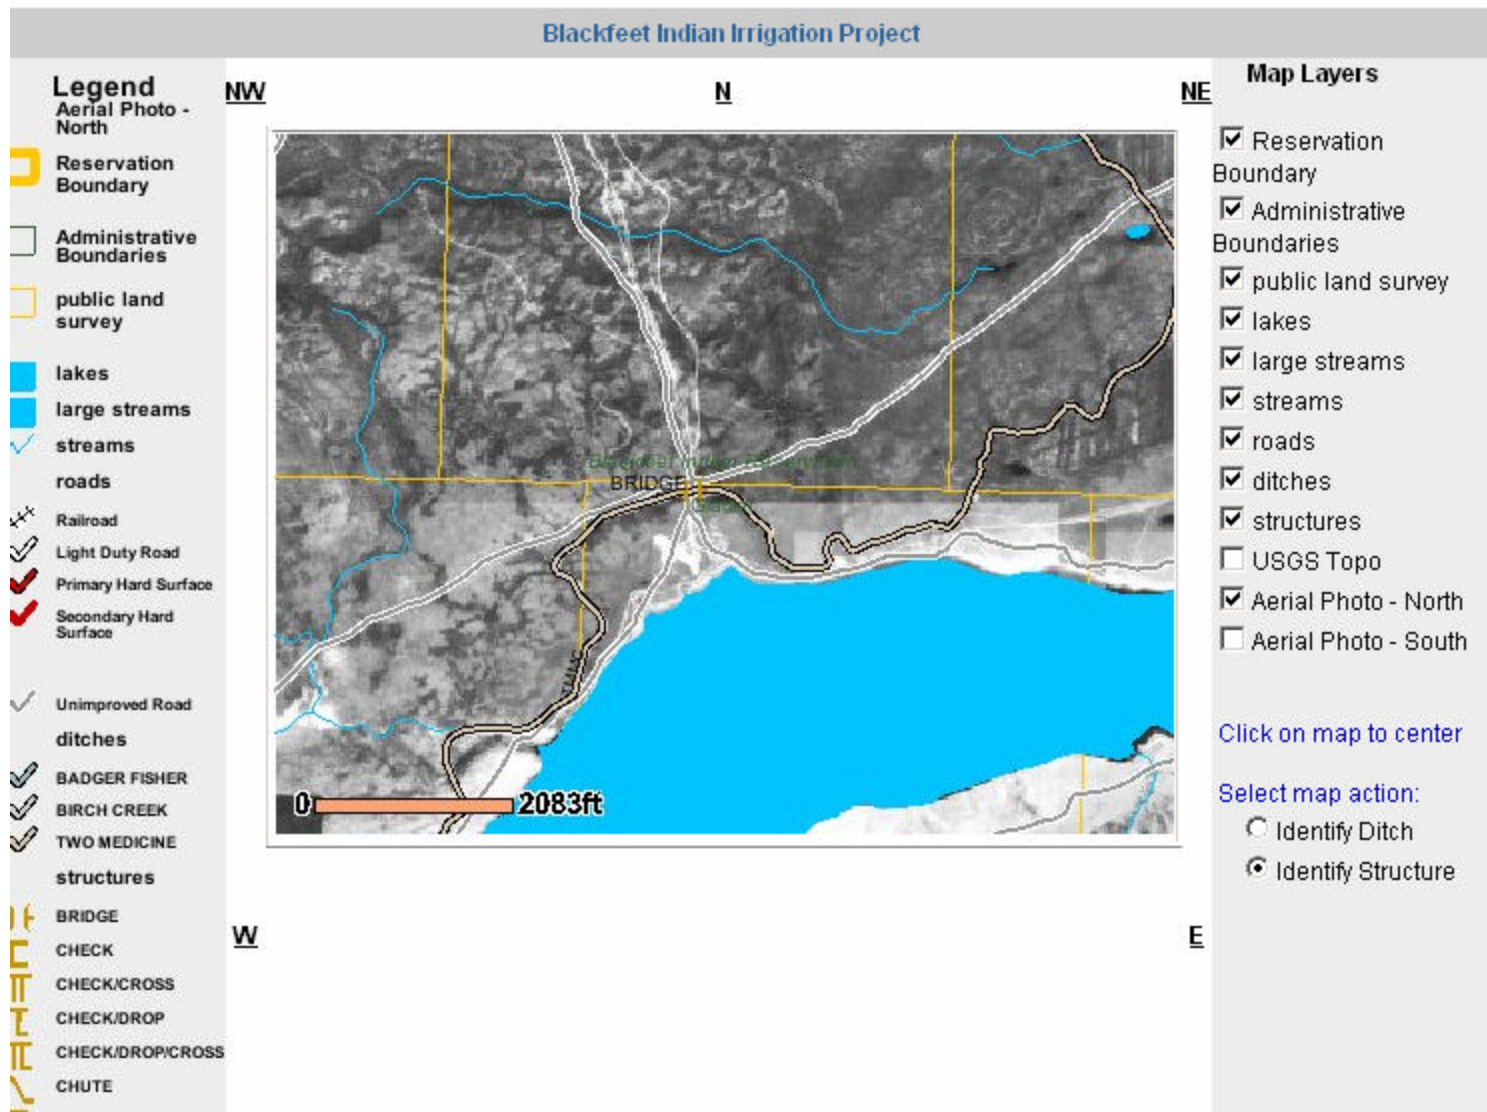 Blackfeet Indian Irrigation Project
Legend
Aerial Photo -
North
Reservation
Boundary
Administrative
Boundaries
public land
survey
lakes
large streams
streams
roads
Railroad
Light Duty Road
Primary Hard Surface
Secondary Hard
Surface
Unimproved Road
ditches
BADGER FISHER
BIRCH CREEK
TWO MEDICINE
structures
BRIDGE
CHECK
CHECK/CROSS
CHECK/DROP
CHECK/DROP/CROSS
CHUTE
NW
N
NE
Blackfeet Indian Reservation
BRIDGE
Glacier
0 2083ft
W
E
Map Layers
Reservation
Boundary
Administrative
Boundaries
public land survey
lakes
large streams
streams
roads
ditches
structures
USGS Topo
Aerial Photo - North
Aerial Photo - South
Click on map to center
Select map action:
Identify Ditch
Identify Structure